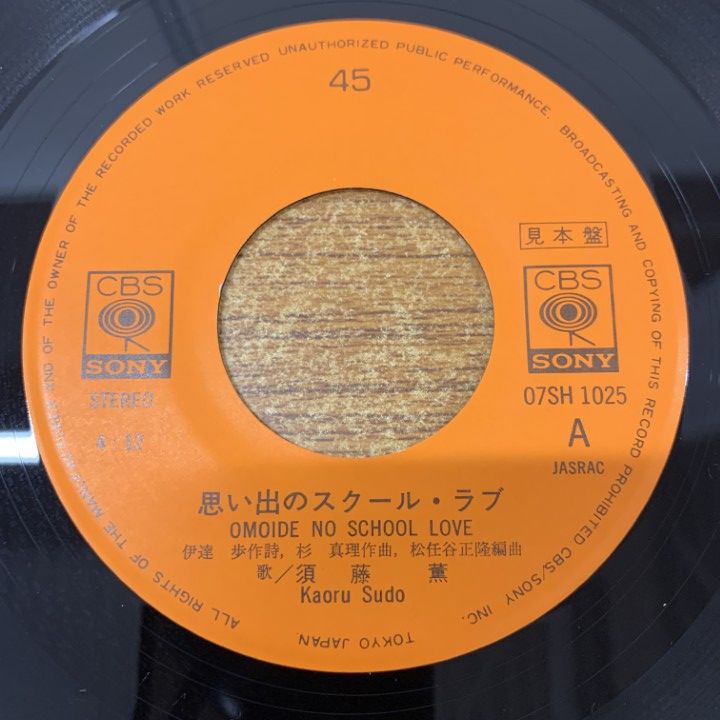 ALL RIGHTS OF THE MANUFACTURER AND OF THE OWNER OF THE RECORDED WORK RESERVED UNAUTHORIZED PUBLIC PERFORMANCE. BROADCASTING AND COPYING OF THIS RECORD PROHIBITED CBS/SONY INC.
TOKYO JAPAN
45
見本盤
CBS
SONY
STEREO
4:17
CBS
SONY
07SH 1025
A
JASRAC
思い出のスクール・ラブ
OMOIDE NO SCHOOL LOVE
伊達 歩作詩, 杉 真理作曲, 松任谷正隆編曲
歌/須藤 薫
Kaoru Sudo